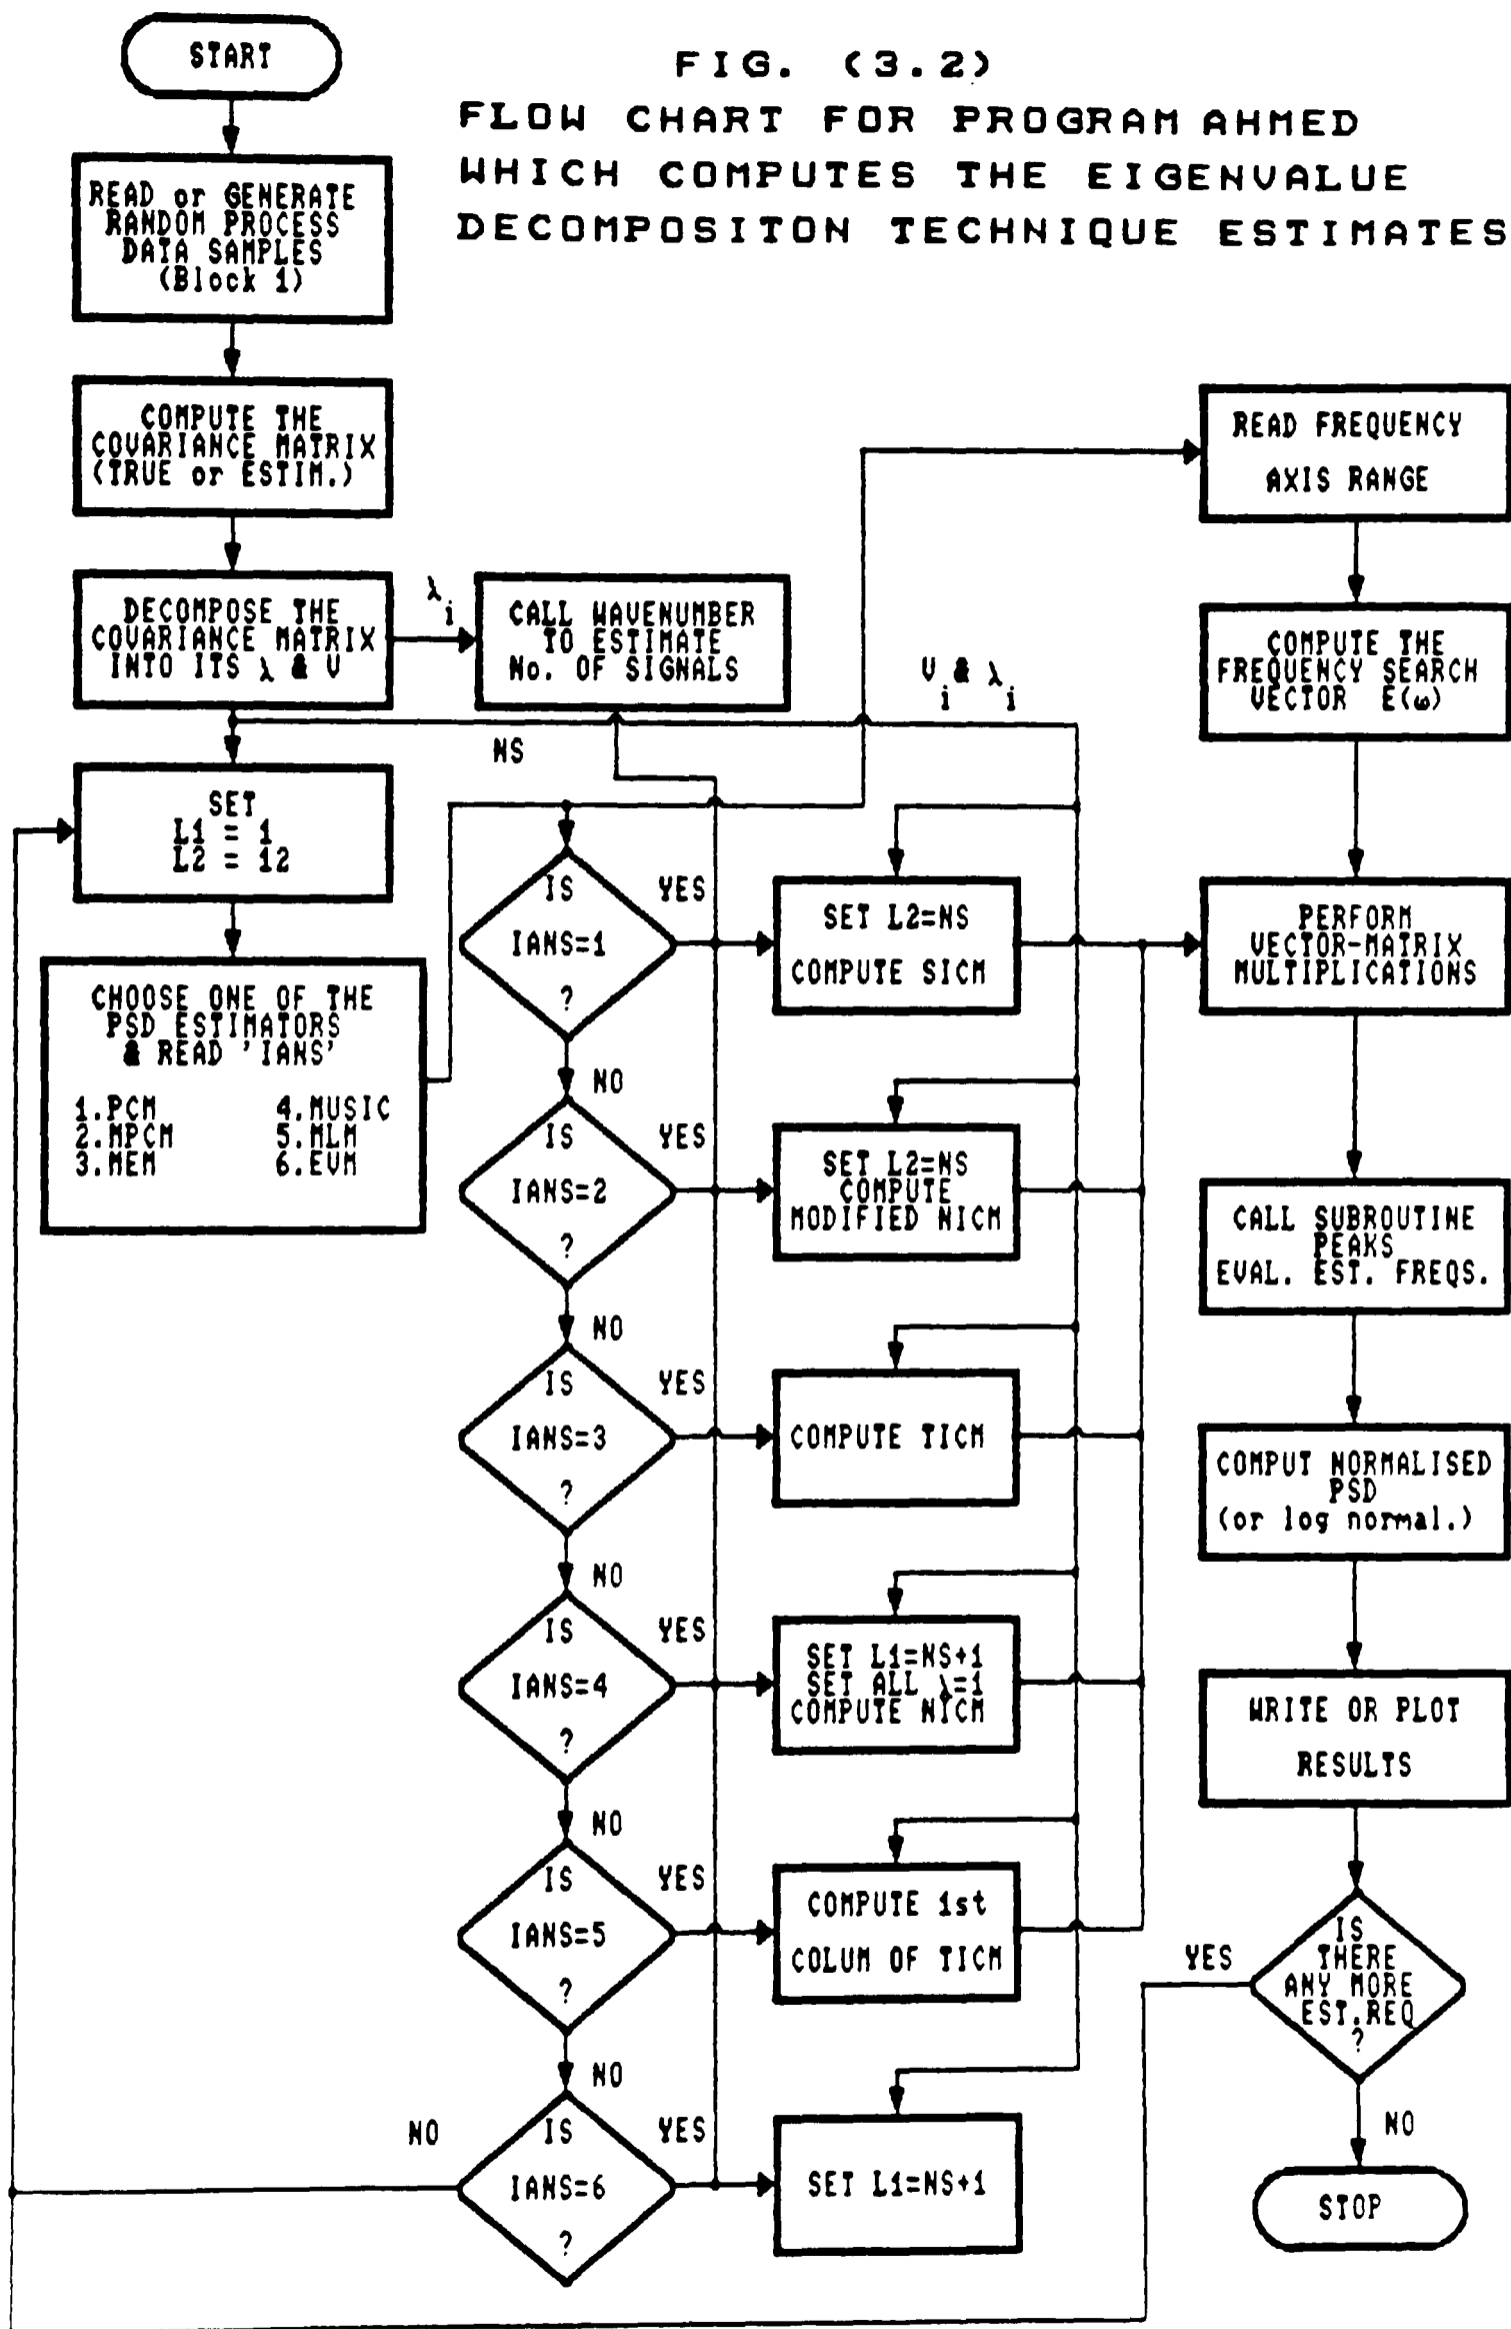 START
FIG. (3.2)
FLOW CHART FOR PROGRAM AHMED
WHICH COMPUTES THE EIGENVALUE
DECOMPOSITON TECHNIQUE ESTIMATES
READ or GENERATE
RANDOM PROCESS
DATA SAMPLES
(Block 1)
COMPUTE THE
COVARIANCE MATRIX
(TRUE or ESTIM.)
DECOMPOSE THE
COVARIANCE MATRIX
INTO ITS λ & V
λi
CALL WAVENUMBER
TO ESTIMATE
No. OF SIGNALS
NS
Vi & λi
SET
L1 = 1
L2 = 12
CHOOSE ONE OF THE
PSD ESTIMATORS
& READ 'IANS'
1.PCM 4.MUSIC
2.MPCM 5.MLM
3.MEM 6.EVM
IS
IANS=1
?
YES
SET L2=NS
COMPUTE SICM
NO
IS
IANS=2
?
YES
SET L2=NS
COMPUTE
MODIFIED NICM
NO
IS
IANS=3
?
YES
COMPUTE TICM
NO
IS
IANS=4
?
YES
SET L1=NS+1
SET ALL λ=1
COMPUTE NICM
NO
IS
IANS=5
?
YES
COMPUTE 1st
COLUM OF TICM
NO
IS
IANS=6
?
NO
YES
SET L1=NS+1
READ FREQUENCY
AXIS RANGE
COMPUTE THE
FREQUENCY SEARCH
VECTOR E(ω)
PERFORM
VECTOR-MATRIX
MULTIPLICATIONS
CALL SUBROUTINE
PEAKS
EVAL. EST. FREQS.
COMPUT NORMALISED
PSD
(or log normal.)
WRITE OR PLOT
RESULTS
IS
THERE
ANY MORE
EST.REQ
?
YES
NO
STOP